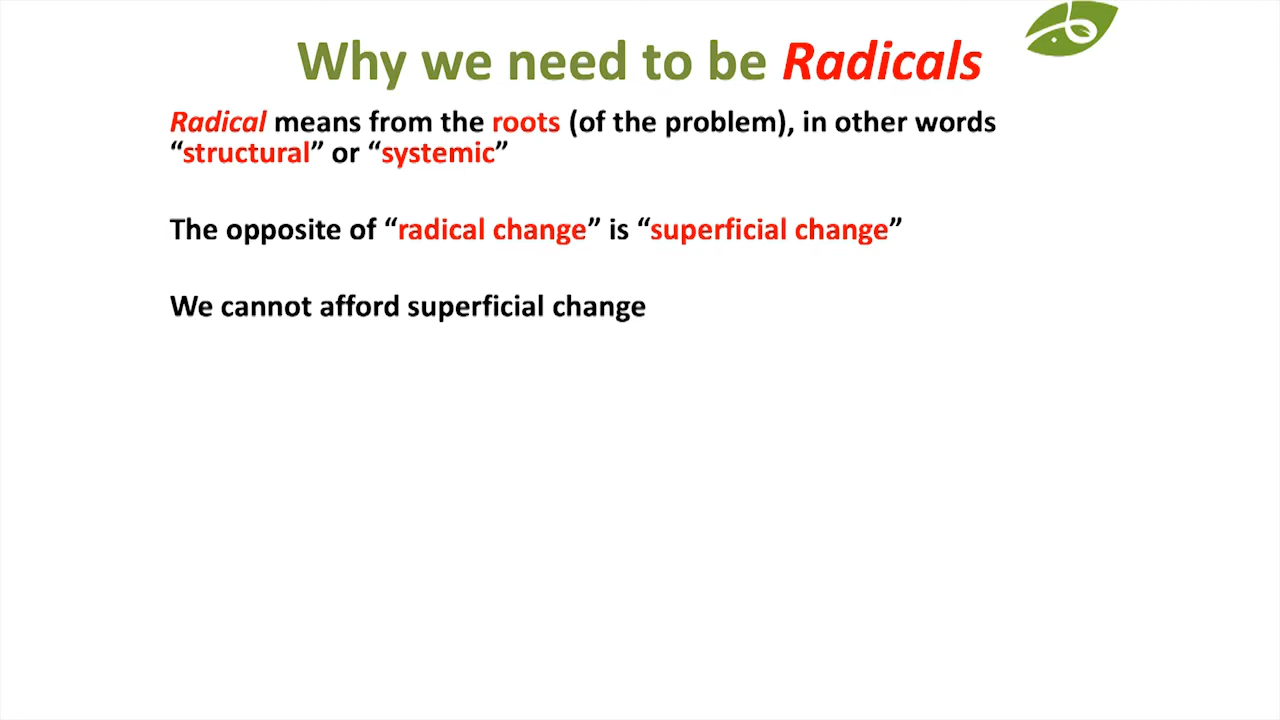 Why we need to be Radicals
Radical means from the roots (of the problem), in other words
“structural” or “systemic”
The opposite of “radical change” is “superficial change”
We cannot afford superficial change